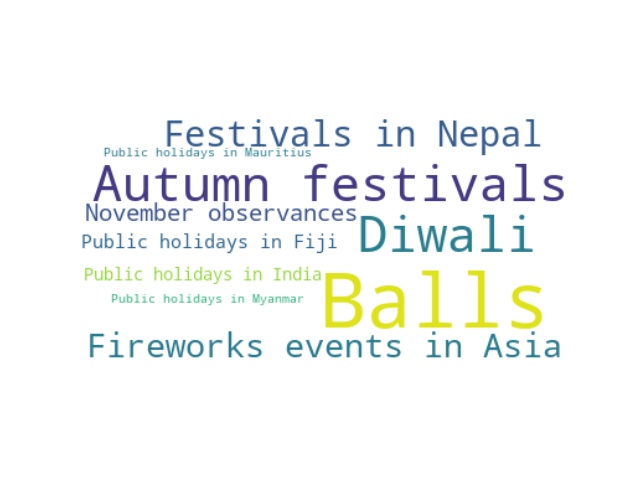 Festivals in Nepal
Public holidays in Mauritius
Autumn festivals
November observances
Diwali
Public holidays in Fiji
Public holidays in India
Balls
Public holidays in Myanmar
Fireworks events in Asia